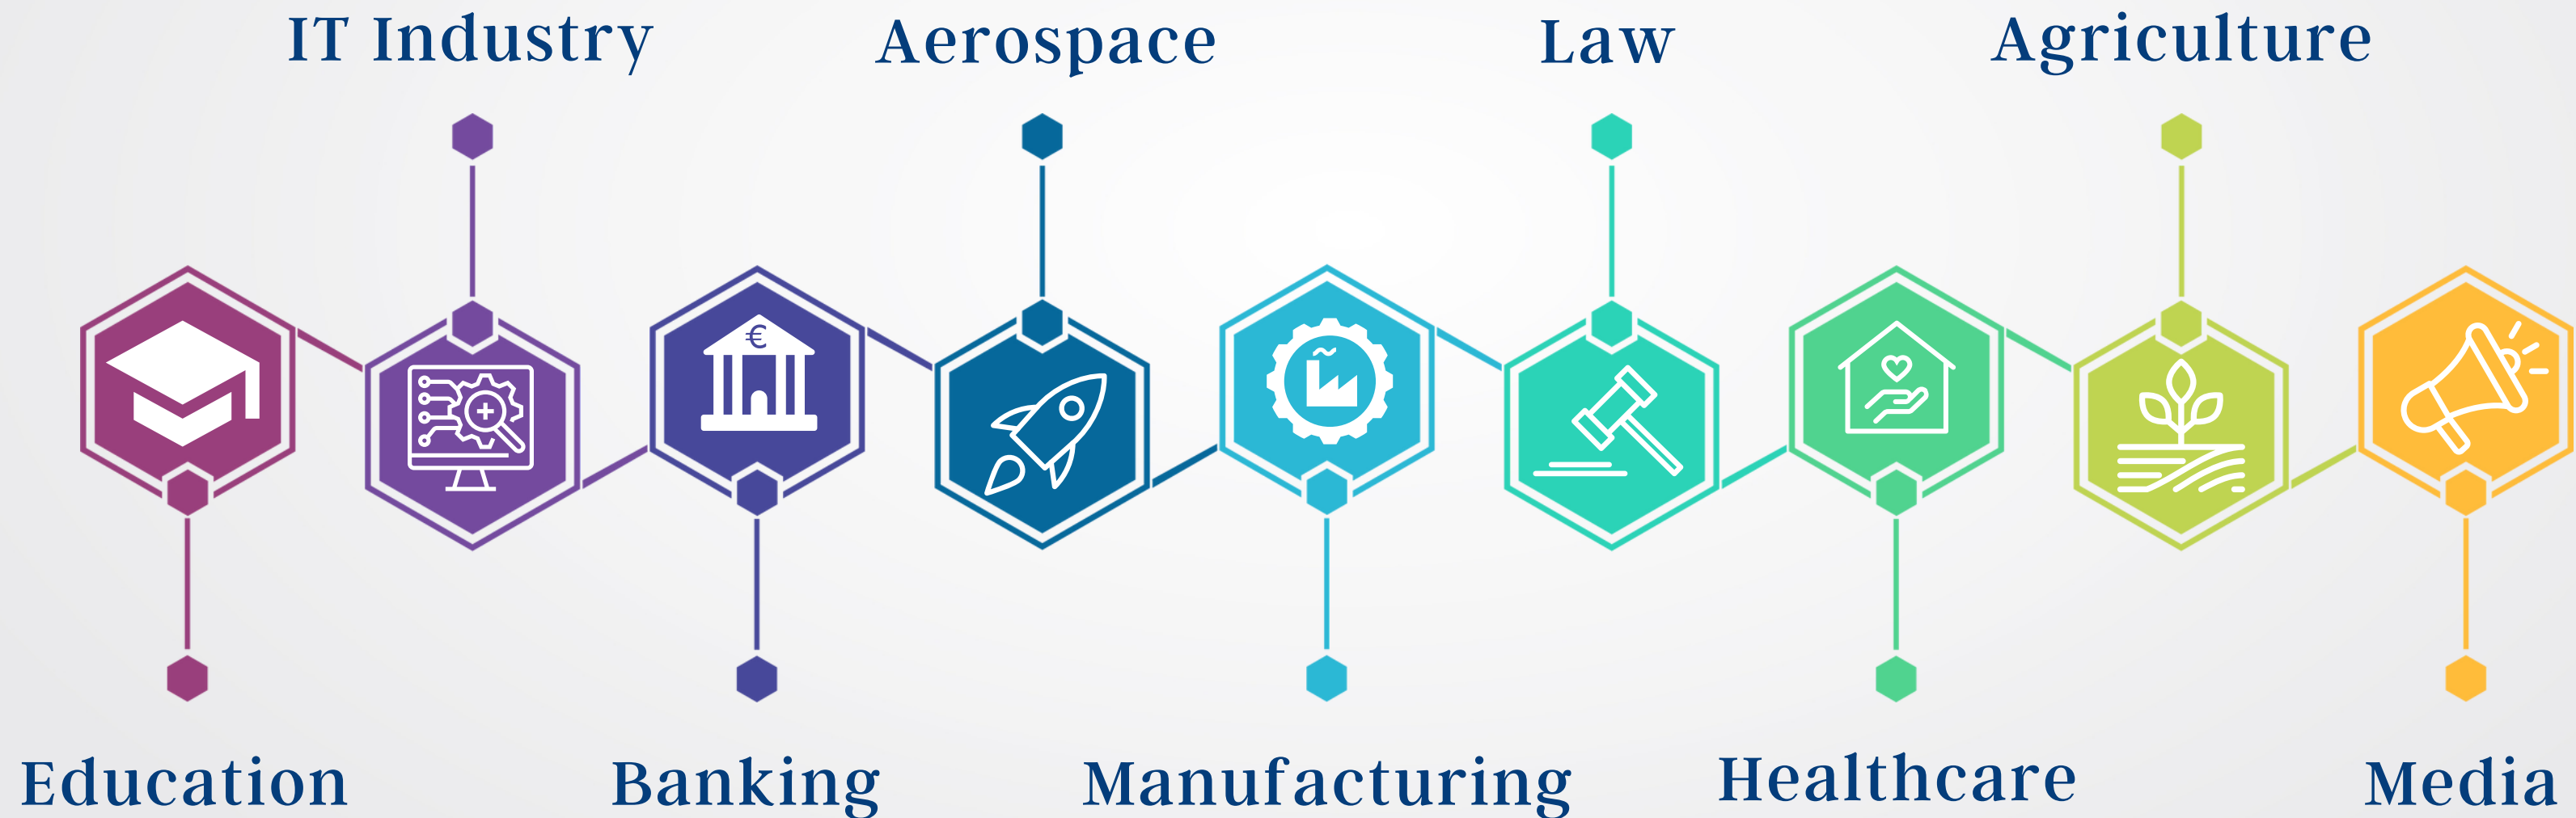 IT Industry
Aerospace
Law
Agriculture
€
Education
Banking
Manufacturing
Healthcare
Media